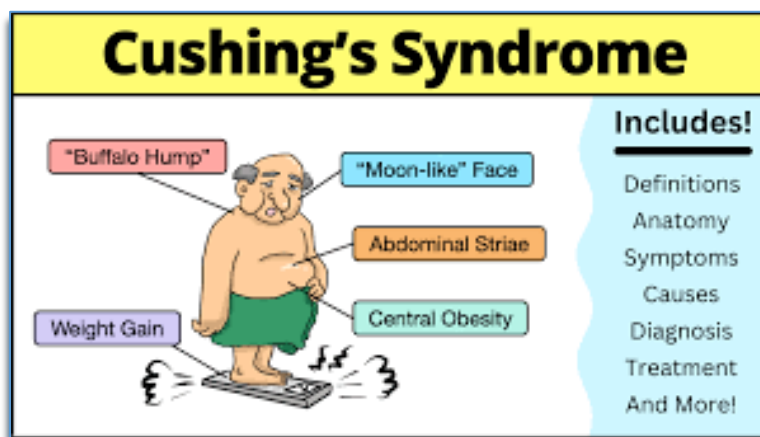 Cushing's Syndrome
"Buffalo Hump"
"Moon-like" Face
Abdominal Striae
Central Obesity
Weight Gain
Includes!
Definitions
Anatomy
Symptoms
Causes
Diagnosis
Treatment
And More!